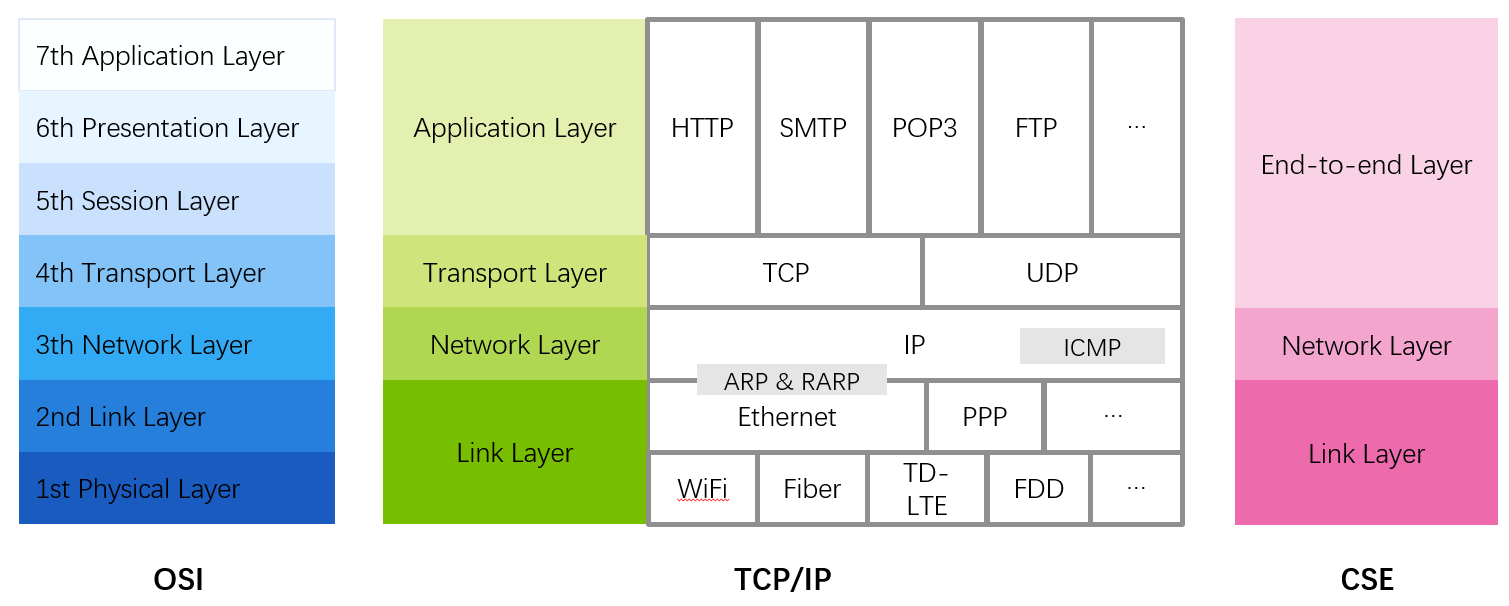 7th Application Layer
6th Presentation Layer
5th Session Layer
4th Transport Layer
3th Network Layer
2nd Link Layer
1st Physical Layer
OSI
Application Layer
Transport Layer
Network Layer
Link Layer
HTTP
SMTP
POP3
FTP
...
TCP
UDP
IP
ICMP
ARP & RARP
Ethernet
PPP
...
WiFi
Fiber
TD-
LTE
FDD
...
TCP/IP
End-to-end Layer
Network Layer
Link Layer
CSE